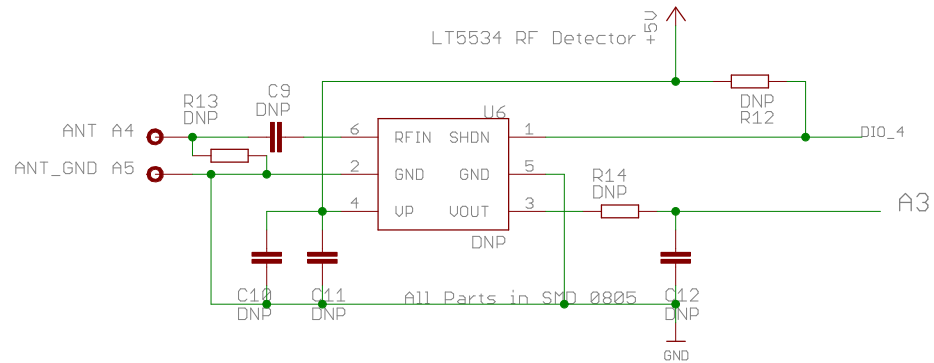 LT5534 RF Detector
+5V
R13
DNP
C9
DNP
U6
DNP
R12
ANT A4
6
RFIN
SHDN
1
DIO_4
ANT_GND A5
2
GND
GND
5
R14
DNP
4
VP
VOUT
3
A3
DNP
C10
DNP
C11
DNP
All Parts in SMD 0805
C12
DNP
GND